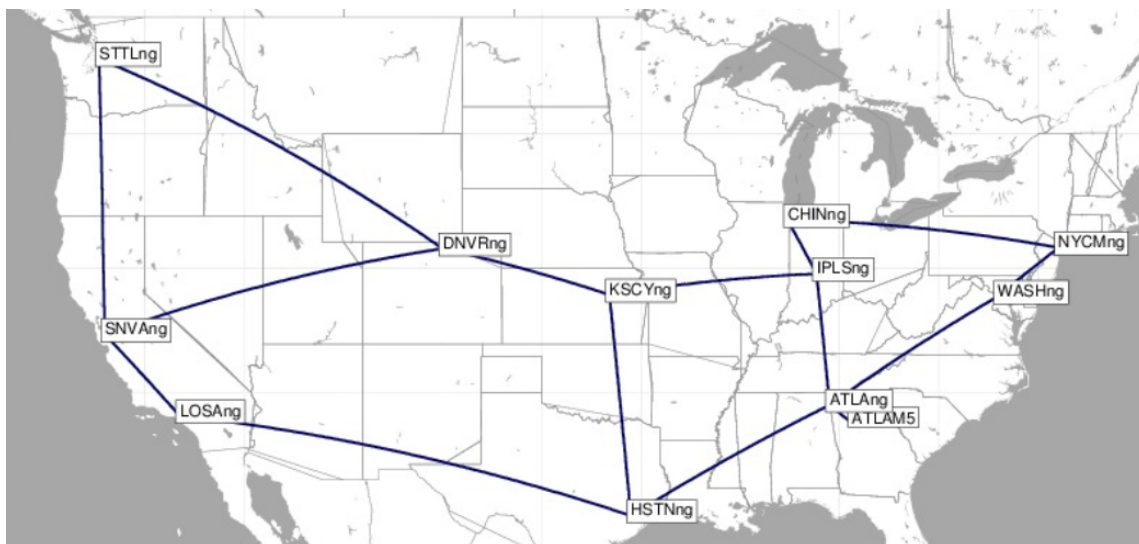 STTLng
CHINng
DNVRng
NYCMng
IPLSng
KSCYng
WASHng
SNVAng
ATLAng
LOSAng
ATLAM5
HSTNng